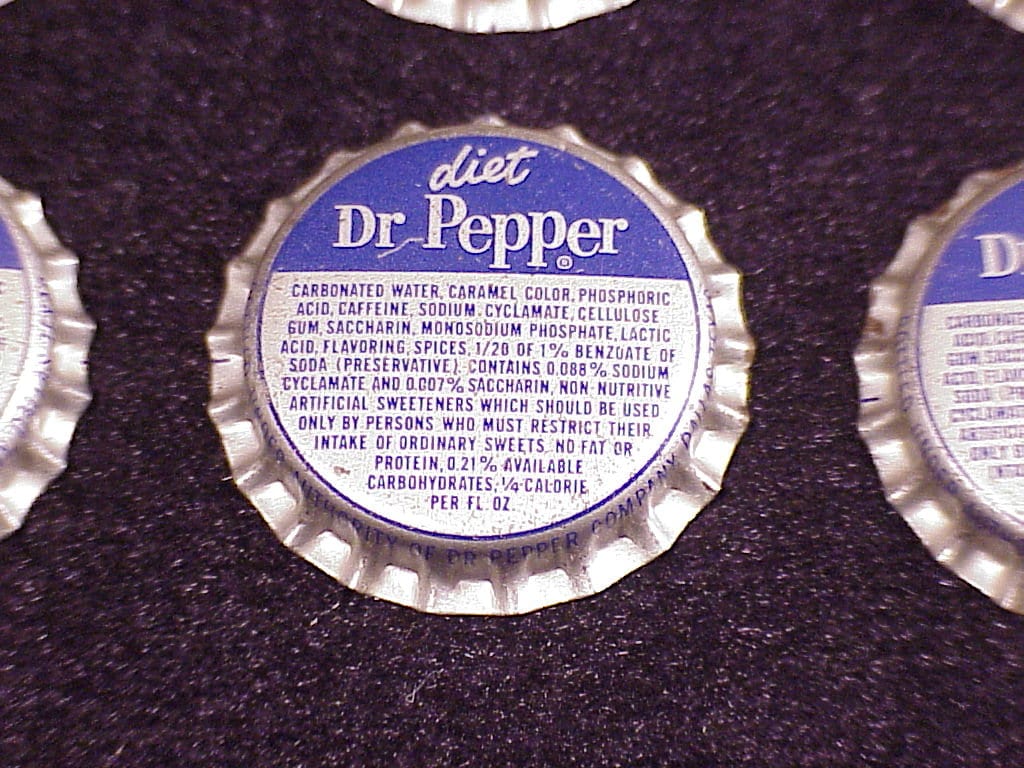 diet
Dr Pepper
®
CARBONATED WATER, CARAMEL COLOR, PHOSPHORIC
ACID, CAFFEINE, SODIUM CYCLAMATE, CELLULOSE
GUM, SACCHARIN, MONOSODIUM PHOSPHATE, LACTIC
ACID, FLAVORING, SPICES, 1/20 OF 1% BENZOATE OF
SODA (PRESERVATIVE). CONTAINS 0.088% SODIUM
CYCLAMATE AND 0.007% SACCHARIN, NON-NUTRITIVE
ARTIFICIAL SWEETENERS WHICH SHOULD BE USED
ONLY BY PERSONS WHO MUST RESTRICT THEIR
INTAKE OF ORDINARY SWEETS. NO FAT OR
PROTEIN, 0.21% AVAILABLE
CARBOHYDRATES, ¼ CALORIE
PER FL. OZ.
AUTHORITY OF DR PEPPER COMPANY